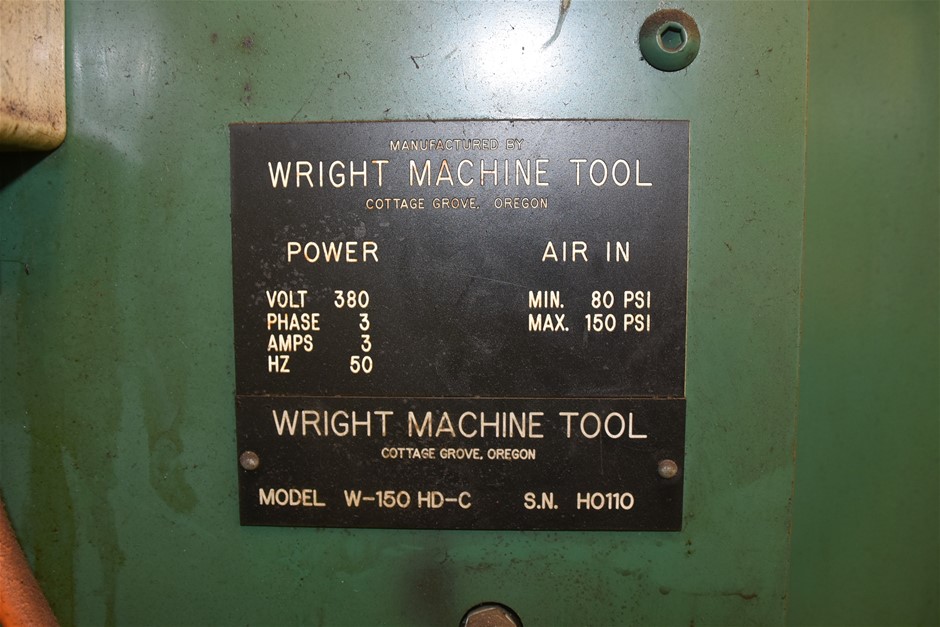 MANUFACTURED BY
WRIGHT MACHINE TOOL
COTTAGE GROVE, OREGON
POWER
VOLT 380
PHASE 3
AMPS 3
HZ 50
AIR IN
MIN. 80 PSI
MAX. 150 PSI
WRIGHT MACHINE TOOL
COTTAGE GROVE, OREGON
MODEL W-150 HD-C S.N. H0110